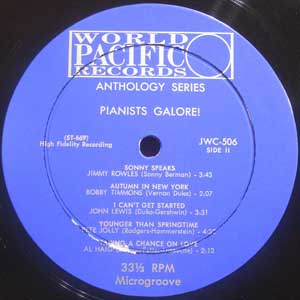 WORLD
PACIFIC
RECORDS
ANTHOLOGY SERIES
PIANISTS GALORE!
(ST-669)
High Fidelity Recording
JWC-506
SIDE II
SONNY SPEAKS
JIMMY ROWLES (Sonny Berman) - 3:43
AUTUMN IN NEW YORK
BOBBY TIMMONS (Vernon Duke) - 2:07
I CAN'T GET STARTED
JOHN LEWIS (Duke-Gershwin) - 3:31
YOUNGER THAN SPRINGTIME
PETE JOLLY (Rodgers-Hammerstein) -
TAKING A CHANCE ON LOVE
AL HAIG - 2:12
33⅓ RPM
Microgroove